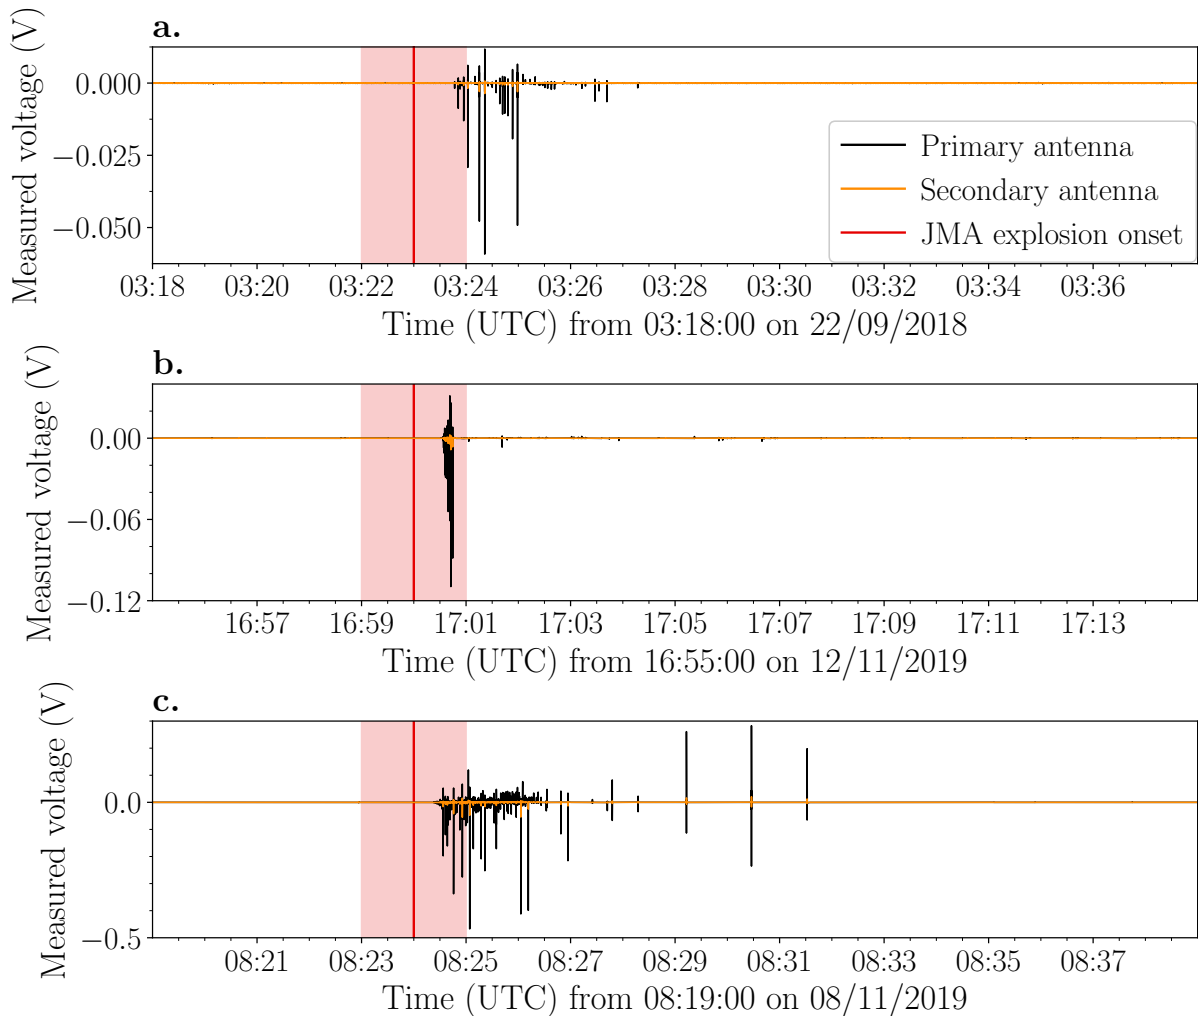 a.
Measured voltage (V)
0.000
−0.025
−0.050
Primary antenna
Secondary antenna
JMA explosion onset
03:18 03:20 03:22 03:24 03:26 03:28 03:30 03:32 03:34 03:36
Time (UTC) from 03:18:00 on 22/09/2018
b.
Measured voltage (V)
0.00
−0.06
−0.12
16:57 16:59 17:01 17:03 17:05 17:07 17:09 17:11 17:13
Time (UTC) from 16:55:00 on 12/11/2019
c.
Measured voltage (V)
0.0
−0.5
08:21 08:23 08:25 08:27 08:29 08:31 08:33 08:35 08:37
Time (UTC) from 08:19:00 on 08/11/2019